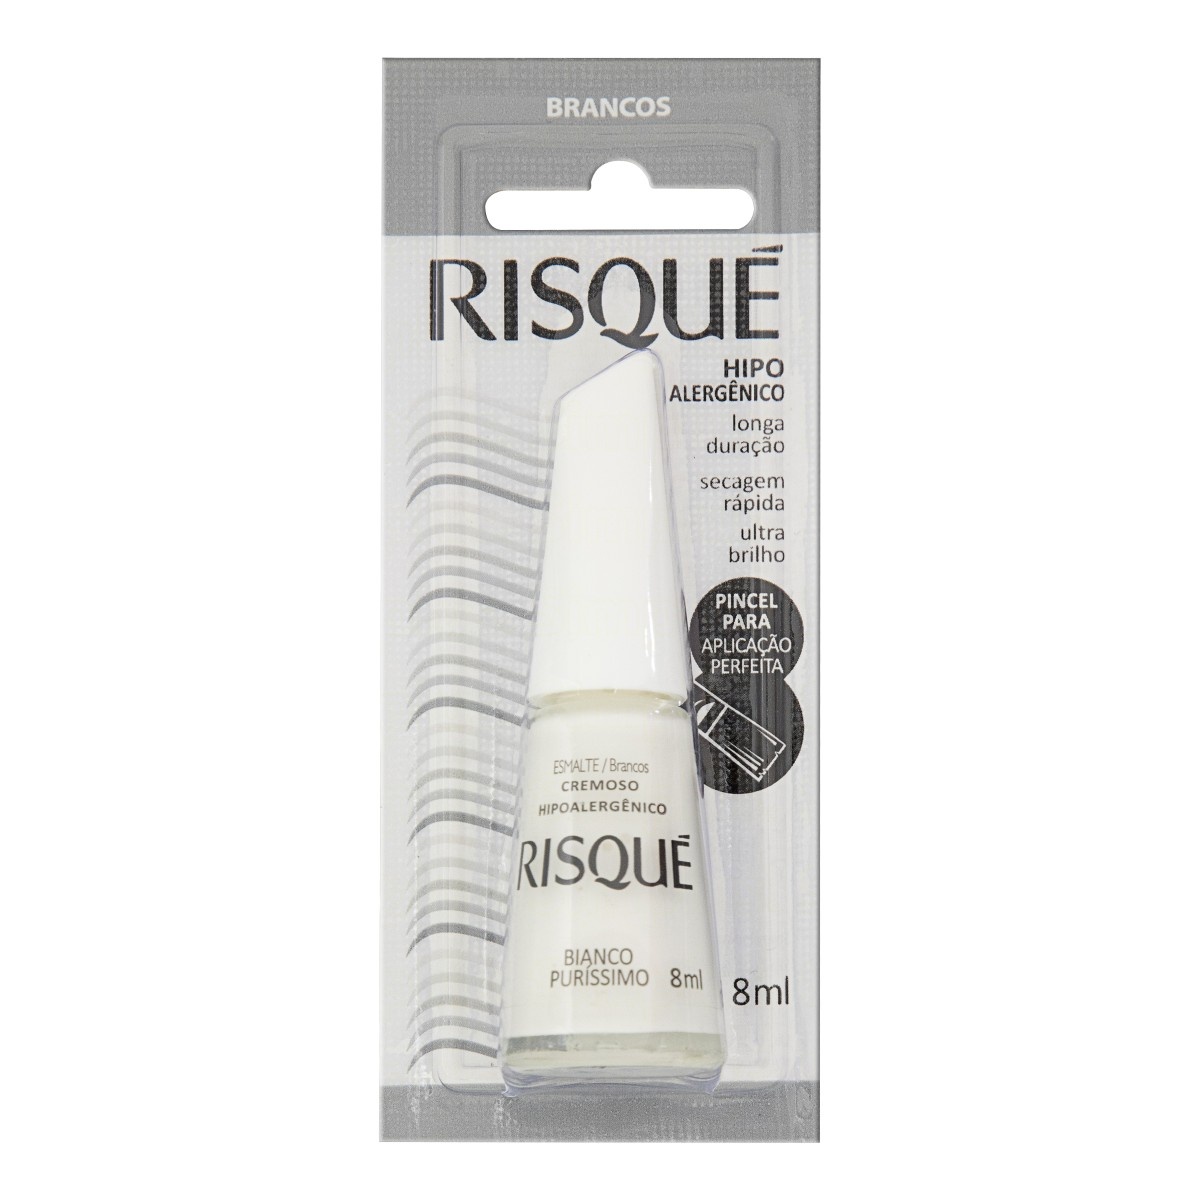 BRANCOS
RISQUÉ
HIPO
ALERGÊNICO
longa
duração
secagem
rápida
ultra
brilho
PINCEL
PARA
APLICAÇÃO
PERFEITA
ESMALTE / Brancos
CREMOSO
HIPOALERGÊNICO
RISQUÉ
BIANCO
PURÍSSIMO 8ml
8ml